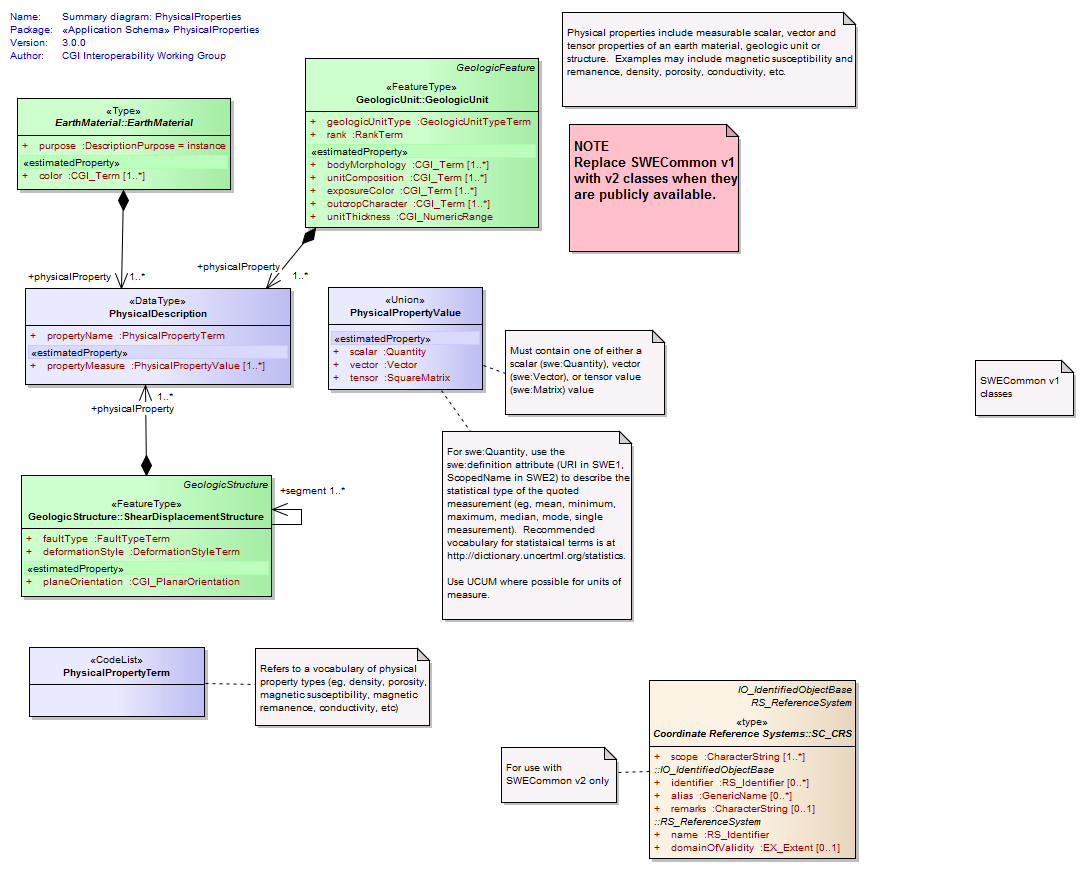 Name: Summary diagram: PhysicalProperties
Package: «Application Schema» PhysicalProperties
Version: 3.0.0
Author: CGI Interoperability Working Group
Physical properties include measurable scalar, vector and
tensor properties of an earth material, geologic unit or
structure. Examples may include magnetic susceptibility and
remanence, density, porosity, conductivity, etc.
GeologicFeature
«FeatureType»
GeologicUnit::GeologicUnit
+ geologicUnitType :GeologicUnitTypeTerm
+ rank :RankTerm
«estimatedProperty»
+ bodyMorphology :CGI_Term [1..*]
+ unitComposition :CGI_Term [1..*]
+ exposureColor :CGI_Term [1..*]
+ outcropCharacter :CGI_Term [1..*]
+ unitThickness :CGI_NumericRange
«Type»
EarthMaterial::EarthMaterial
+ purpose :DescriptionPurpose = instance
«estimatedProperty»
+ color :CGI_Term [1..*]
NOTE
Replace SWECommon v1
with v2 classes when they
are publicly available.
+physicalProperty 1..*
+physicalProperty
1..*
«DataType»
PhysicalDescription
+ propertyName :PhysicalPropertyTerm
«estimatedProperty»
+ propertyMeasure :PhysicalPropertyValue [1..*]
«Union»
PhysicalPropertyValue
«estimatedProperty»
+ scalar :Quantity
+ vector :Vector
+ tensor :SquareMatrix
Must contain one of either a
scalar (swe:Quantity), vector
(swe:Vector), or tensor value
(swe:Matrix) value
SWECommon v1
classes
1..*
+physicalProperty
For swe:Quantity, use the
swe:definition attribute (URI in SWE1,
ScopedName in SWE2) to describe the
statistical type of the quoted
measurement (eg, mean, minimum,
maximum, median, mode, single
measurement). Recommended
vocabulary for statistaical terms is at
http://dictionary.uncertml.org/statistics.
Use UCUM where possible for units of
measure.
GeologicStructure
«FeatureType»
GeologicStructure::ShearDisplacementStructure
+ faultType :FaultTypeTerm
+ deformationStyle :DeformationStyleTerm
«estimatedProperty»
+ planeOrientation :CGI_PlanarOrientation
+segment 1..*
«CodeList»
PhysicalPropertyTerm
Refers to a vocabulary of physical
property types (eg, density, porosity,
magnetic susceptibility, magnetic
remanence, conductivity, etc)
For use with
SWECommon v2 only
IO_IdentifiedObjectBase
RS_ReferenceSystem
«type»
Coordinate Reference Systems::SC_CRS
+ scope :CharacterString [1..*]
::IO_IdentifiedObjectBase
+ identifier :RS_Identifier [0..*]
+ alias :GenericName [0..*]
+ remarks :CharacterString [0..1]
::RS_ReferenceSystem
+ name :RS_Identifier
+ domainOfValidity :EX_Extent [0..1]